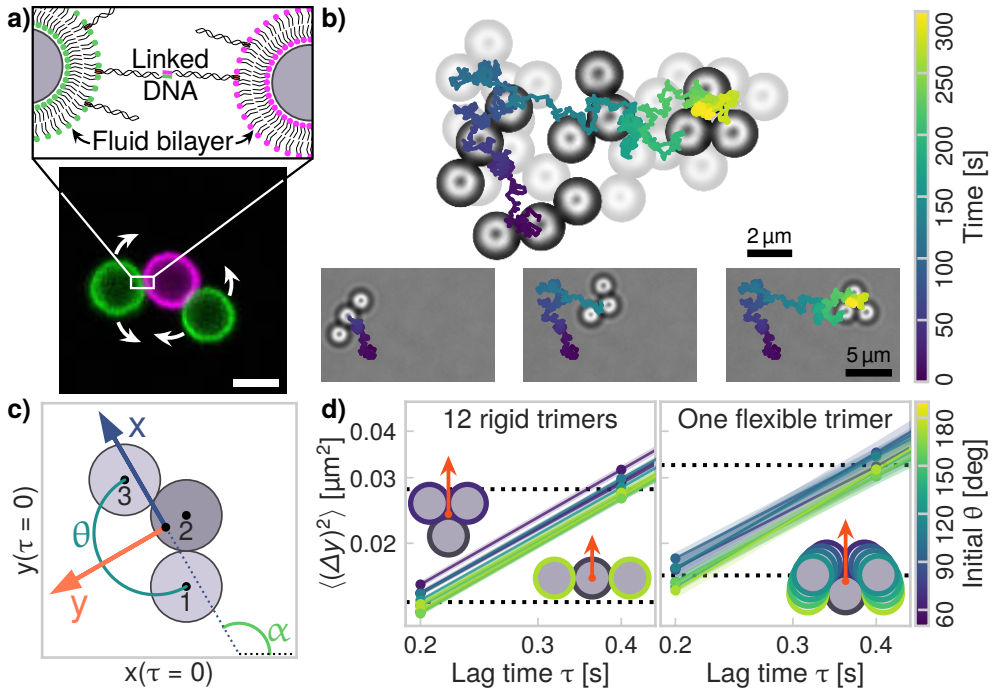 a)
Linked
DNA
Fluid bilayer
b)
2 µm
5 µm
0 50 100 150 200 250 300
Time [s]
c)
x
y
θ
α
3
2
1
y(τ = 0)
x(τ = 0)
d)
12 rigid trimers
One flexible trimer
⟨(Δy)²⟩ [µm²]
0.04
0.03
0.02
0.2 0.3 0.4
0.2 0.3 0.4
Lag time τ [s]
Lag time τ [s]
60 90 120 150 180
Initial θ [deg]